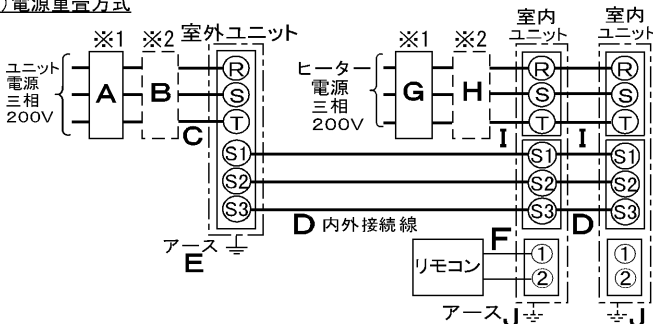 )電源重畳方式
※1 ※2 室外ユニット
ユニット
電源
三相
200V
A B C
R
S
T
S1
S2
S3
アース
E
※1 ※2
ヒーター
電源
三相
200V
G H I I
室内
ユニット
R
S
T
S1
S2
S3
①
②
室内
ユニット
R
S
T
S1
S2
S3
①
②
D 内外接続線
D
F
リモコン
アース J
J